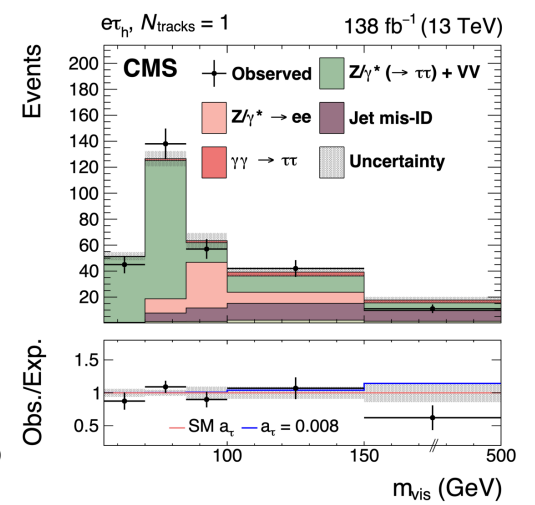 eτh, Ntracks = 1
138 fb−1 (13 TeV)
CMS
Observed
Z/γ* (→ ττ) + VV
Z/γ* → ee
Jet mis-ID
γγ → ττ
Uncertainty
Events
200
180
160
140
120
100
80
60
40
20
Obs./Exp.
1.5
1
0.5
SM aτ
aτ = 0.008
100
150
500
mvis (GeV)